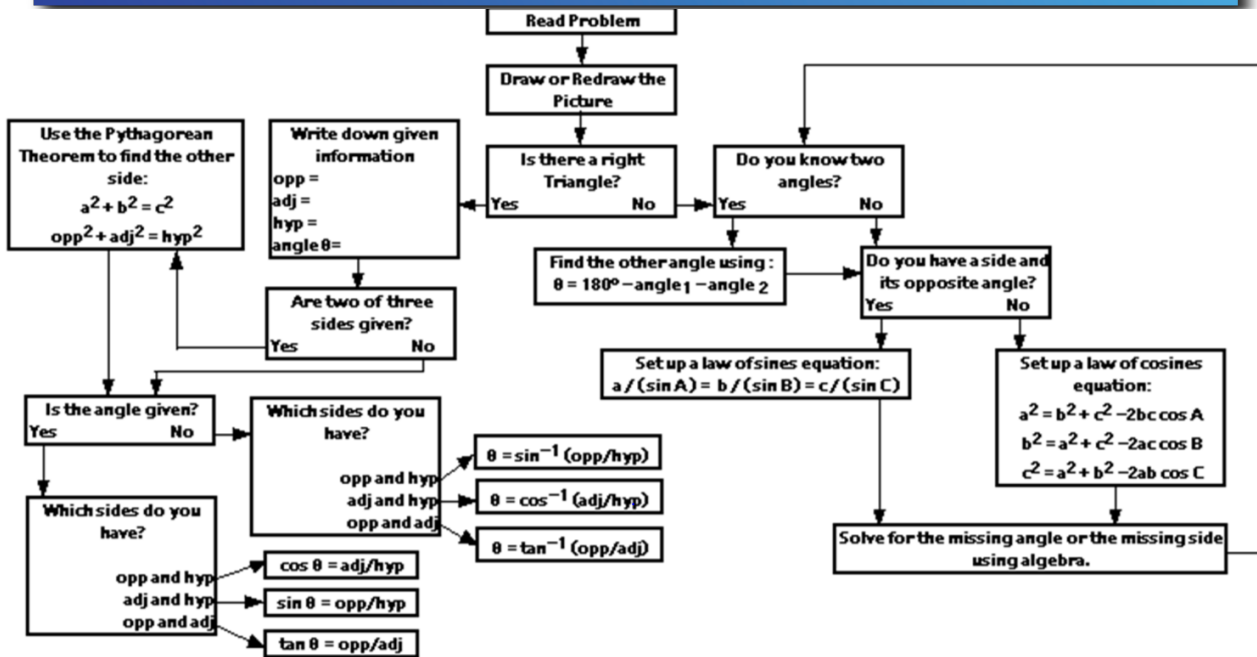 Read Problem
Draw or Redraw the
Picture
Is there a right
Triangle?
Yes No
Write down given
information
opp =
adj =
hyp =
angle θ=
Are two of three
sides given?
Yes No
Use the Pythagorean
Theorem to find the other
side:
a² + b² = c²
opp² + adj² = hyp²
Is the angle given?
Yes No
Which sides do you
have?
opp and hyp
adj and hyp
opp and adj
θ = sin⁻¹ (opp/hyp)
θ = cos⁻¹ (adj/hyp)
θ = tan⁻¹ (opp/adj)
Which sides do you
have?
opp and hyp
adj and hyp
opp and adj
cos θ = adj/hyp
sin θ = opp/hyp
tan θ = opp/adj
Do you know two
angles?
Yes No
Find the other angle using :
θ = 180º – angle₁ – angle ₂
Do you have a side and
its opposite angle?
Yes No
Set up a law of sines equation:
a / (sin A) = b / (sin B) = c / (sin C)
Set up a law of cosines
equation:
a² = b² + c² – 2bc cos A
b² = a² + c² – 2ac cos B
c² = a² + b² – 2ab cos C
Solve for the missing angle or the missing side
using algebra.